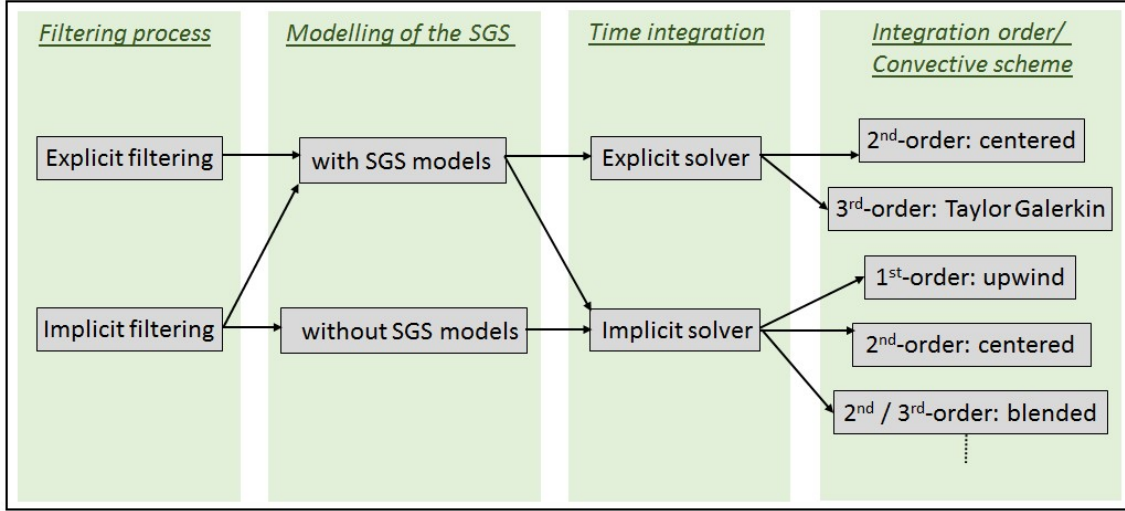 Filtering process
Modelling of the SGS
Time integration
Integration order/
Convective scheme
Explicit filtering
with SGS models
Explicit solver
2nd-order: centered
3rd-order: Taylor Galerkin
1st-order: upwind
Implicit filtering
without SGS models
Implicit solver
2nd-order: centered
2nd / 3rd-order: blended